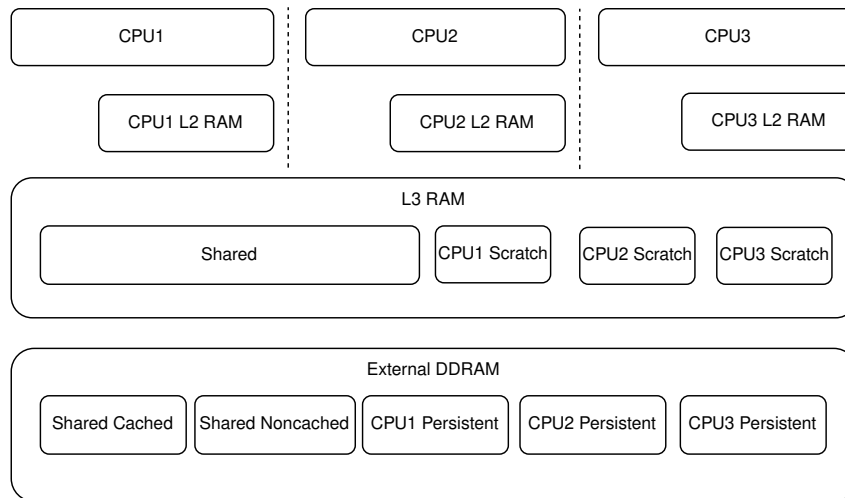 CPU1
CPU2
CPU3
CPU1 L2 RAM
CPU2 L2 RAM
CPU3 L2 RAM
L3 RAM
Shared
CPU1 Scratch
CPU2 Scratch
CPU3 Scratch
External DDRAM
Shared Cached
Shared Noncached
CPU1 Persistent
CPU2 Persistent
CPU3 Persistent